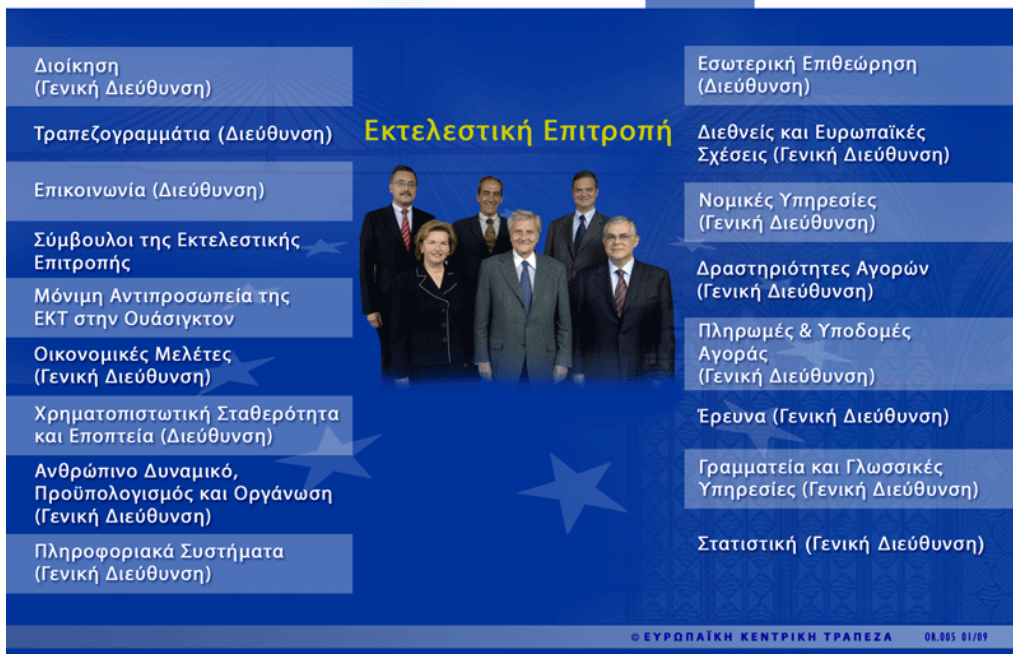 Διοίκηση
(Γενική Διεύθυνση)
Τραπεζογραμμάτια (Διεύθυνση)
Επικοινωνία (Διεύθυνση)
Σύμβουλοι της Εκτελεστικής
Επιτροπής
Μόνιμη Αντιπροσωπεία της
ΕΚΤ στην Ουάσιγκτον
Οικονομικές Μελέτες
(Γενική Διεύθυνση)
Χρηματοπιστωτική Σταθερότητα
και Εποπτεία (Διεύθυνση)
Ανθρώπινο Δυναμικό,
Προϋπολογισμός και Οργάνωση
(Γενική Διεύθυνση)
Πληροφοριακά Συστήματα
(Γενική Διεύθυνση)
Εκτελεστική Επιτροπή
Εσωτερική Επιθεώρηση
(Διεύθυνση)
Διεθνείς και Ευρωπαϊκές
Σχέσεις (Γενική Διεύθυνση)
Νομικές Υπηρεσίες
(Γενική Διεύθυνση)
Δραστηριότητες Αγορών
(Γενική Διεύθυνση)
Πληρωμές & Υποδομές
Αγοράς
(Γενική Διεύθυνση)
Έρευνα (Γενική Διεύθυνση)
Γραμματεία και Γλωσσικές
Υπηρεσίες (Γενική Διεύθυνση)
Στατιστική (Γενική Διεύθυνση)
© ΕΥΡΩΠΑΪΚΗ ΚΕΝΤΡΙΚΗ ΤΡΑΠΕΖΑ OR.005 01/09